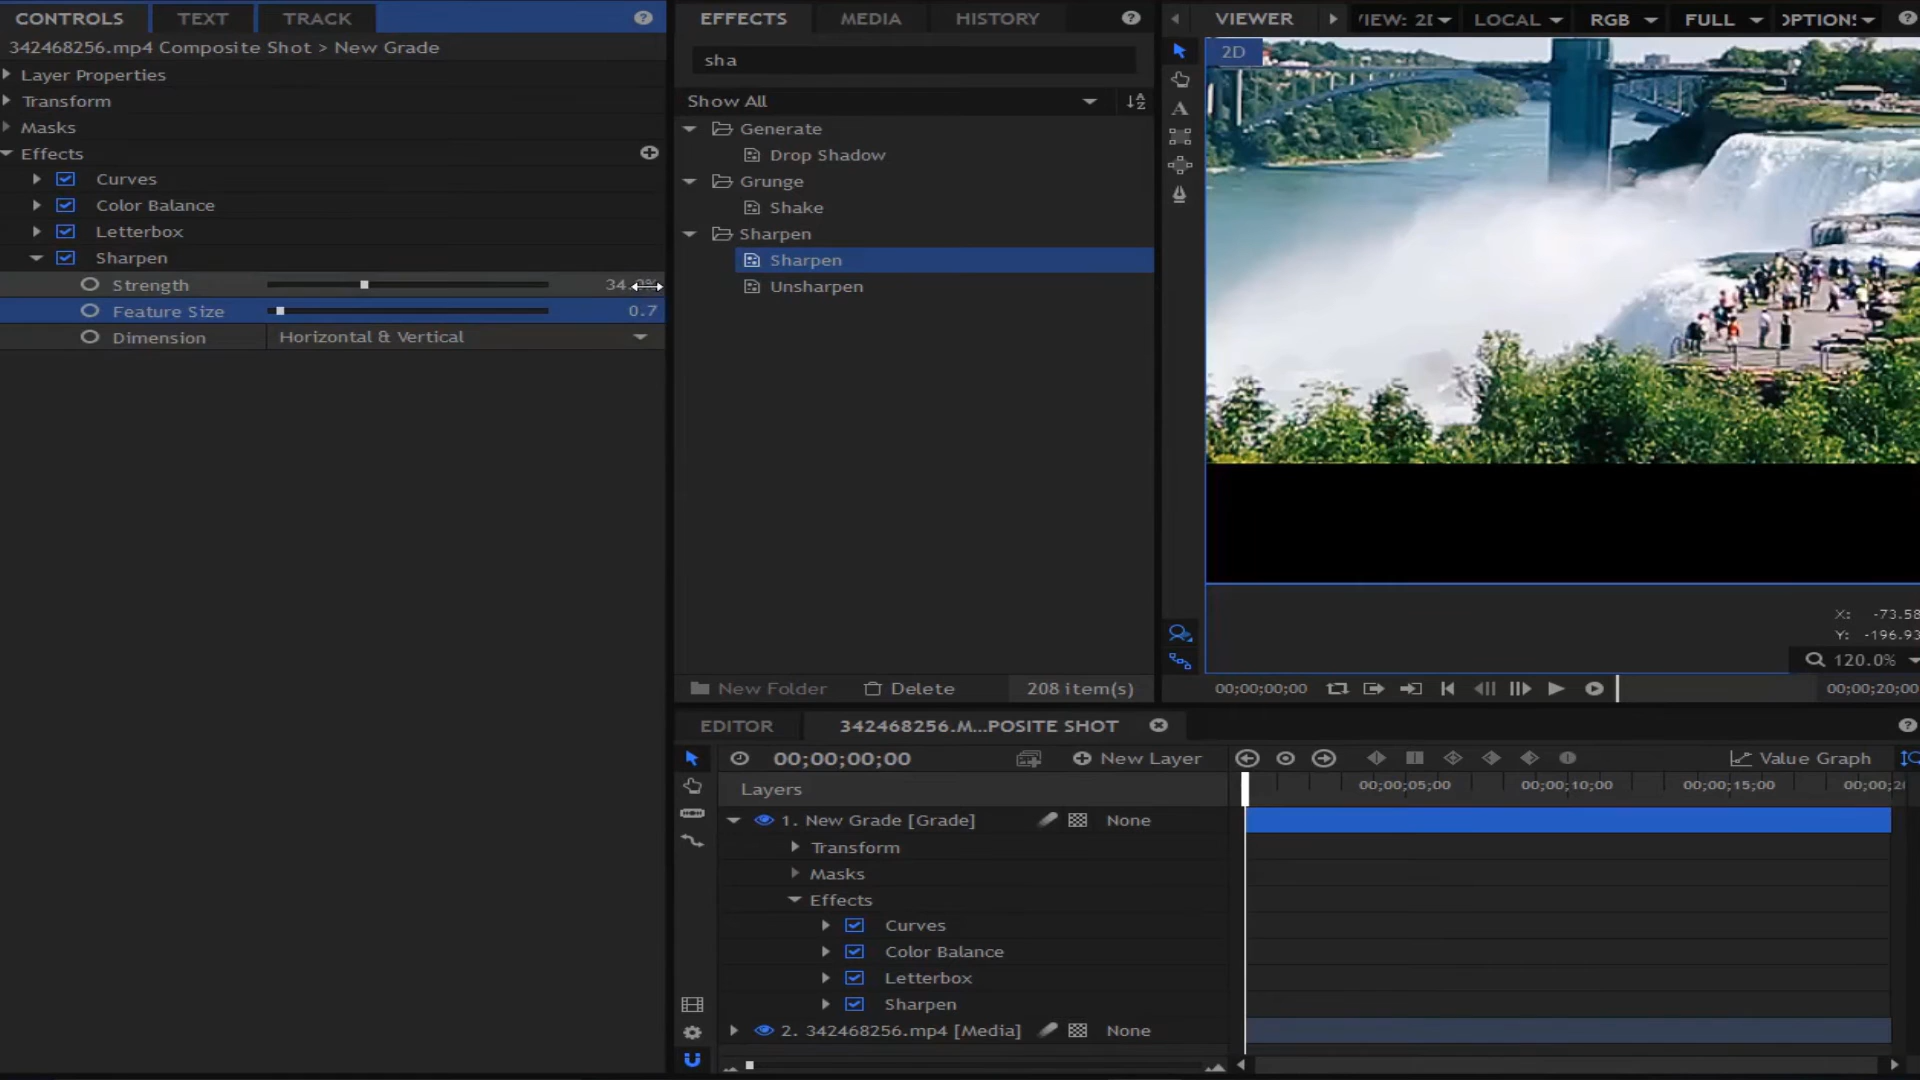 CONTROLS
TEXT
TRACK
342468256.mp4 Composite Shot > New Grade
Layer Properties
Transform
Masks
Effects
Curves
Color Balance
Letterbox
Sharpen
Strength
Feature Size 0.7
Dimension Horizontal & Vertical
EFFECTS
MEDIA
HISTORY
sha
Show All
Generate
Drop Shadow
Grunge
Shake
Sharpen
Sharpen
Unsharpen
New Folder
Delete
208 item(s)
VIEWER
LOCAL
RGB
FULL
2D
X: -73.58
Y: -196.93
120.0%
00;00;00;00
00;00;20;00
EDITOR
342468256.M...POSITE SHOT
00;00;00;00
New Layer
Value Graph
Layers
00;00;05;00
00;00;10;00
00;00;15;00
1. New Grade [Grade] None
Transform
Masks
Effects
Curves
Color Balance
Letterbox
Sharpen
2. 342468256.mp4 [Media] None